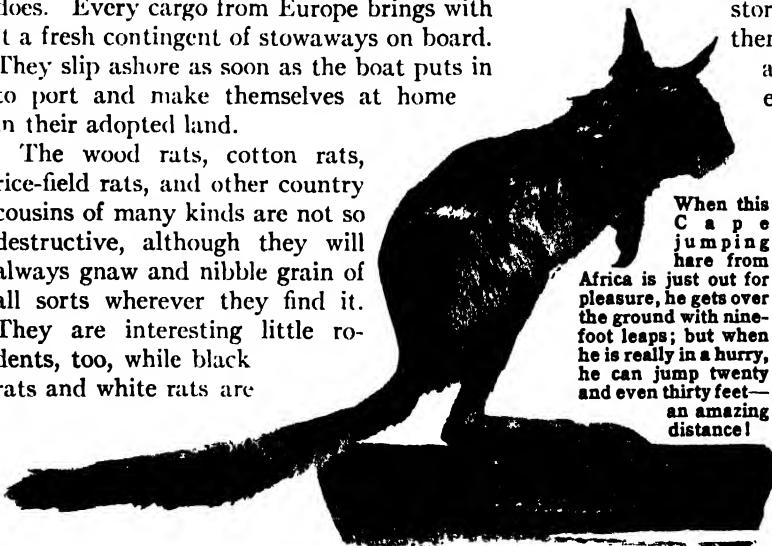 does. Every cargo from Europe brings with
t a fresh contingent of stowaways on board.
They slip ashore as soon as the boat puts in
to port and make themselves at home
n their adopted land.
The wood rats, cotton rats,
rice-field rats, and other country
cousins of many kinds are not so
destructive, although they will
always gnaw and nibble grain of
all sorts wherever they find it.
They are interesting little ro-
dents, too, while black
rats and white rats are
stor
ther
a
e
When this
Cape
jumping
hare from
Africa is just out for
pleasure, he gets over
the ground with nine-
foot leaps; but when
he is really in a hurry,
he can jump twenty
and even thirty feet—
an amazing
distance!